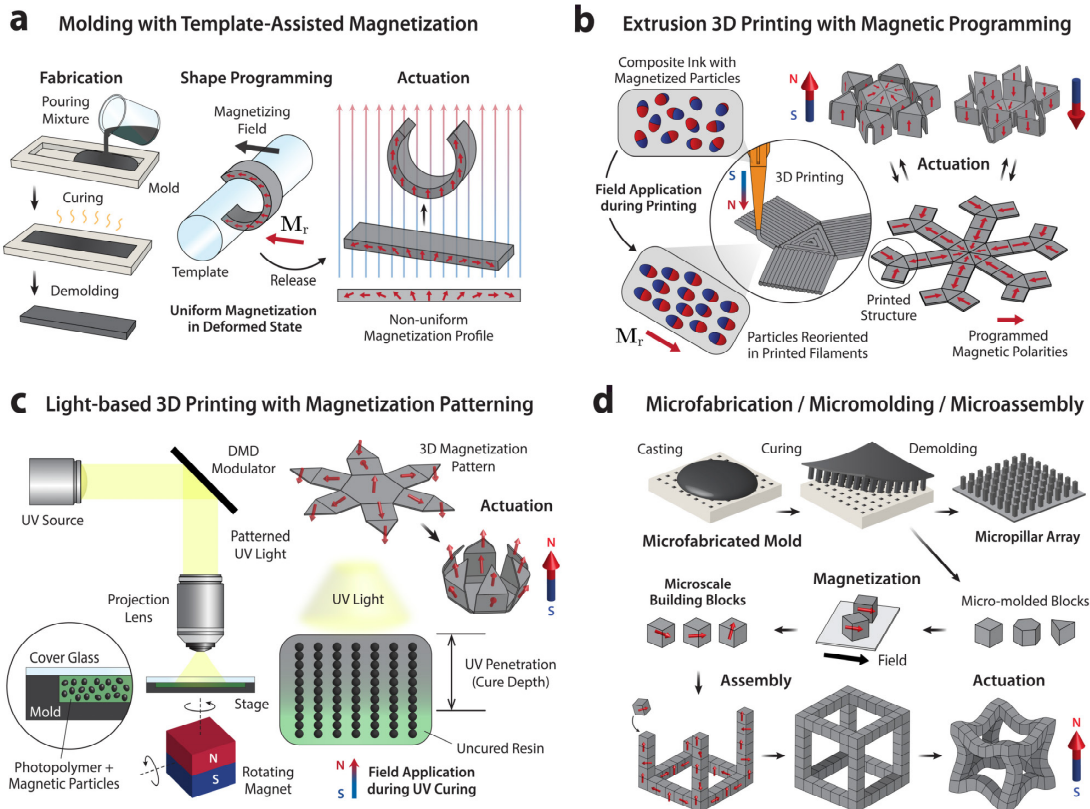 a
Molding with Template-Assisted Magnetization
Fabrication
Pouring
Mixture
Mold
Curing
Demolding
Shape Programming
Magnetizing
Field
Mr
Template
Release
Uniform Magnetization
in Deformed State
Actuation
Non-uniform
Magnetization Profile
b
Extrusion 3D Printing with Magnetic Programming
Composite Ink with
Magnetized Particles
N
S
Actuation
S
N
3D Printing
Field Application
during Printing
Mr
Particles Reoriented
in Printed Filaments
Printed
Structure
Programmed
Magnetic Polarities
c
Light-based 3D Printing with Magnetization Patterning
DMD
Modulator
UV Source
Patterned
UV Light
3D Magnetization
Pattern
Actuation
N
S
Projection
Lens
UV Light
Cover Glass
Mold
Stage
Photopolymer +
Magnetic Particles
N
S
Rotating
Magnet
UV Penetration
(Cure Depth)
Uncured Resin
N
S
Field Application
during UV Curing
d
Microfabrication / Micromolding / Microassembly
Casting
Curing
Demolding
Microfabricated Mold
Micropillar Array
Microscale
Building Blocks
Magnetization
Field
Micro-molded Blocks
Assembly
Actuation
N
S